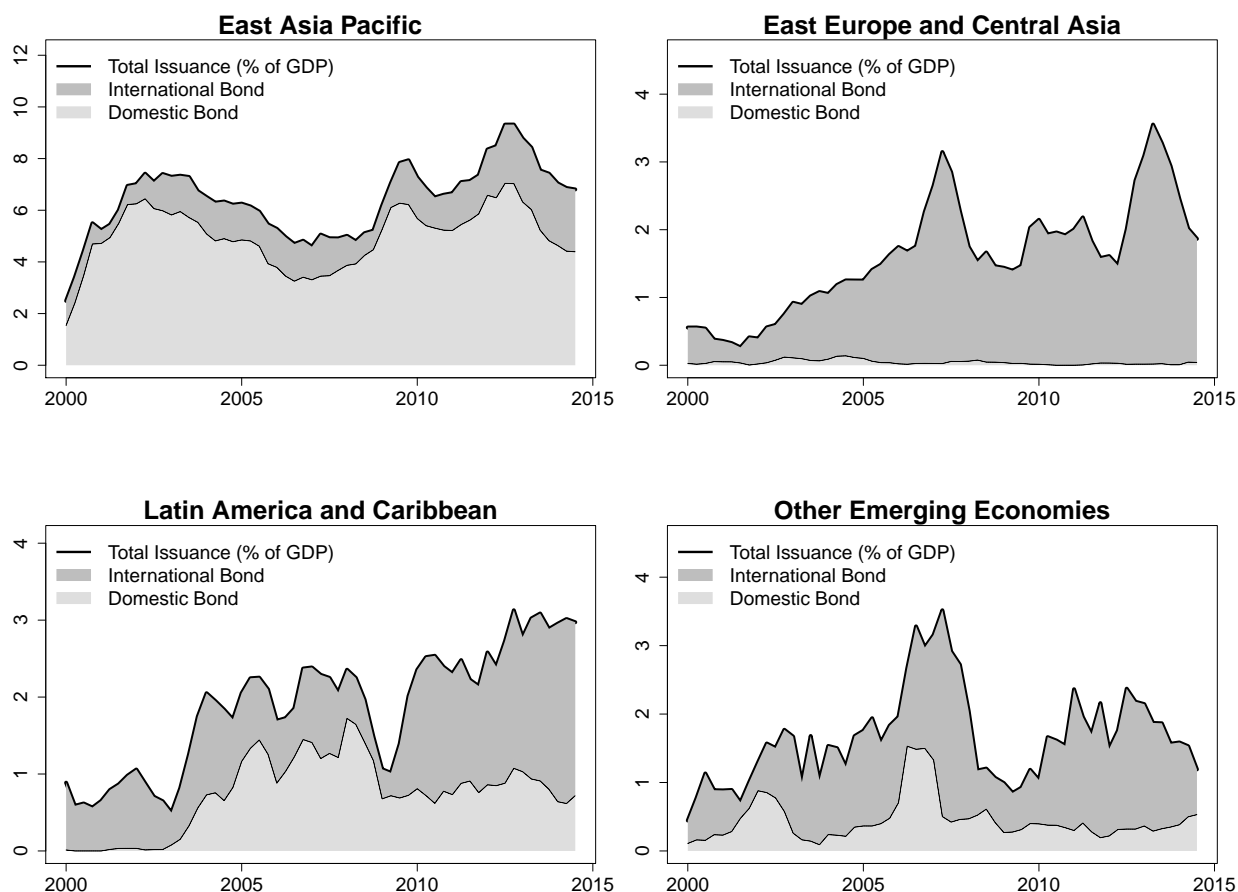 East Asia Pacific
Total Issuance (% of GDP)
International Bond
Domestic Bond
0 2 4 6 8 10 12
2000 2005 2010 2015
East Europe and Central Asia
Total Issuance (% of GDP)
International Bond
Domestic Bond
0 1 2 3 4
2000 2005 2010 2015
Latin America and Caribbean
Total Issuance (% of GDP)
International Bond
Domestic Bond
0 1 2 3 4
2000 2005 2010 2015
Other Emerging Economies
Total Issuance (% of GDP)
International Bond
Domestic Bond
0 1 2 3 4
2000 2005 2010 2015